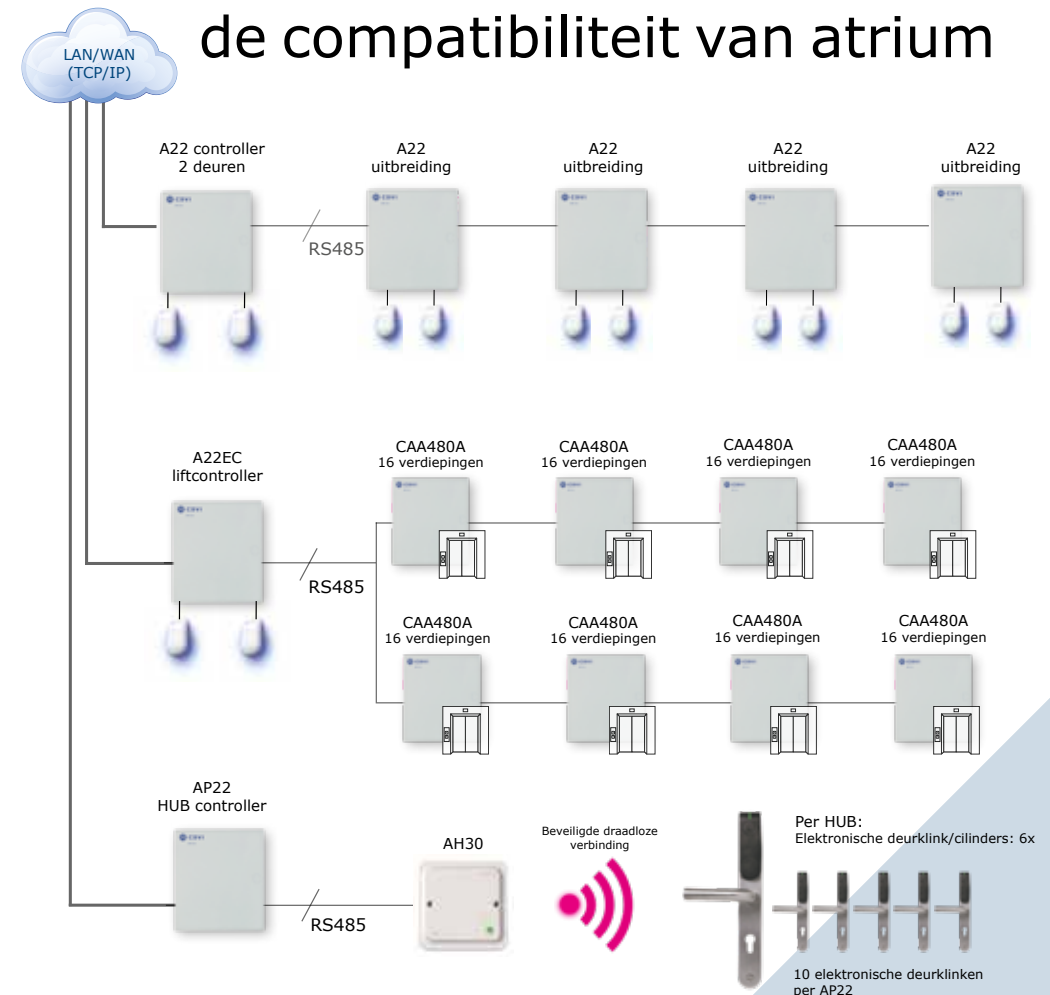 de compatibiliteit van atrium
LAN/WAN
(TCP/IP)
A22 controller
2 deuren
A22
uitbreiding
A22
uitbreiding
A22
uitbreiding
A22
uitbreiding
RS485
A22EC
liftcontroller
CAA480A
16 verdiepingen
CAA480A
16 verdiepingen
CAA480A
16 verdiepingen
CAA480A
16 verdiepingen
RS485
CAA480A
16 verdiepingen
CAA480A
16 verdiepingen
CAA480A
16 verdiepingen
CAA480A
16 verdiepingen
AP22
HUB controller
RS485
AH30
Beveiligde draadloze
verbinding
Per HUB:
Elektronische deurklink/cilinders: 6x
10 elektronische deurklinken
per AP22